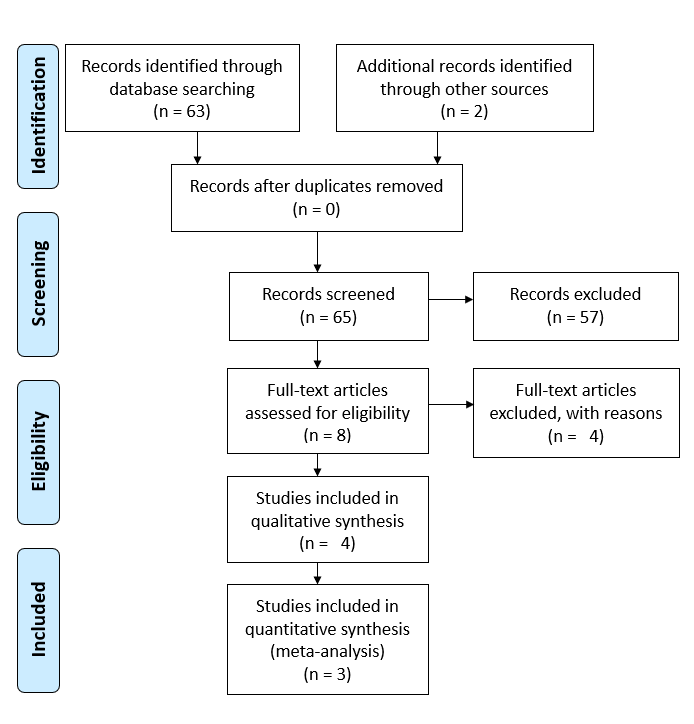 Identification
Records identified through
database searching
(n = 63)
Additional records identified
through other sources
(n = 2)
Records after duplicates removed
(n = 0)
Screening
Records screened
(n = 65)
Records excluded
(n = 57)
Eligibility
Full-text articles
assessed for eligibility
(n = 8)
Full-text articles
excluded, with reasons
(n =   4)
Studies included in
qualitative synthesis
(n =   4)
Included
Studies included in
quantitative synthesis
(meta-analysis)
(n = 3)